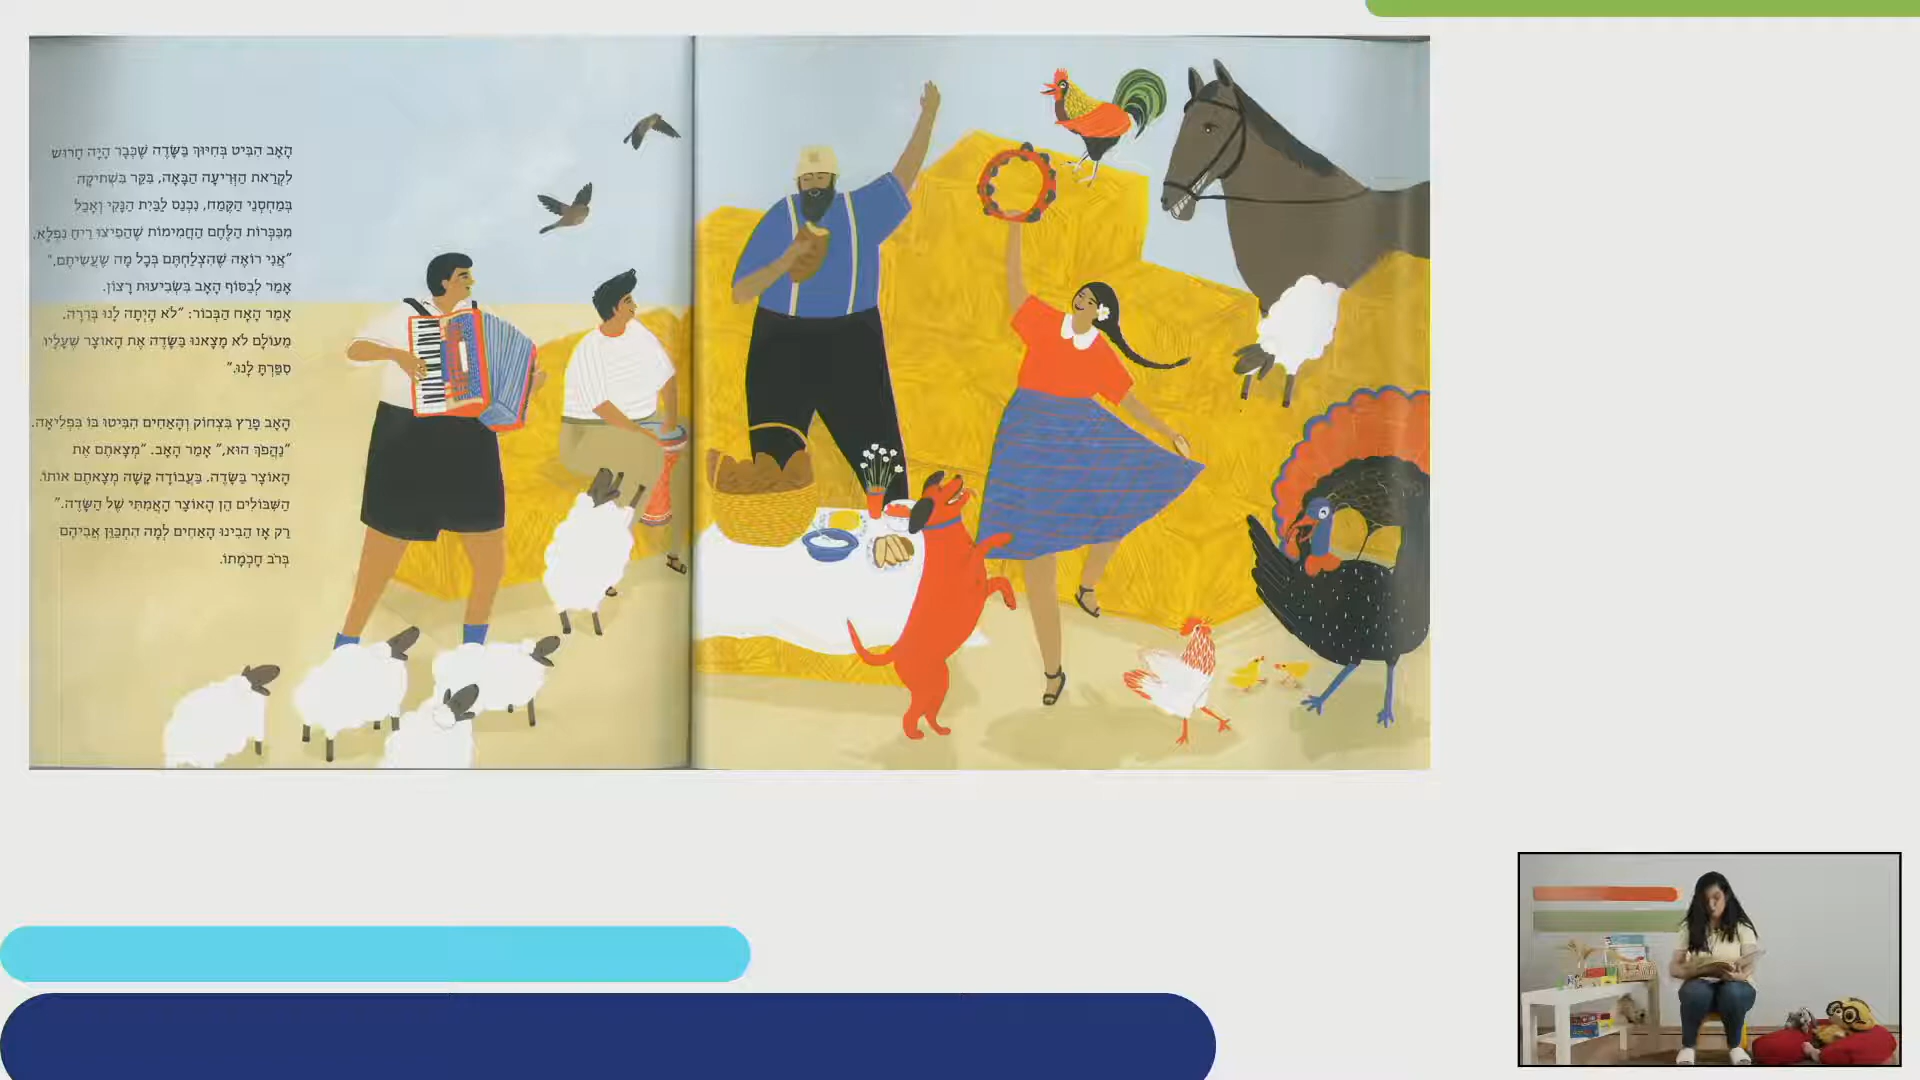 הָאָב הִבִּיט בְּחִיּוּךְ בַּשָּׂדֶה שֶׁכְּבָר הָיָה חָרוּשׁ
לִקְרַאת הַזְּרִיעָה הַבָּאָה, בִּקֵּר בִּשְׁתִיקָה
בְּמַחְסְנֵי הַקֶּמַח, נִכְנַס לַבַּיִת הַנָּקִי וְאָכַל
מִכִּכְּרוֹת הַלֶּחֶם הַחֲמִימוֹת שֶׁהֵפִיצוּ רֵיחַ נִפְלָא.
"אֲנִי רוֹאֶה שֶׁהִצְלַחְתֶּם בְּכָל מָה שֶׁעֲשִׂיתֶם,"
אָמַר לְבַסּוֹף הָאָב בִּשְׂבִיעוּת רָצוֹן.
אָמַר הָאָח הַבְּכוֹר: "לֹא הָיְתָה לָנוּ בְּרֵרָה.
מֵעוֹלָם לֹא מָצָאנוּ בַּשָּׂדֶה אֶת הָאוֹצָר שֶׁעָלָיו
סִפַּרְתָּ לָנוּ."
הָאָב פָּרַץ בִּצְחוֹק וְהָאַחִים הִבִּיטוּ בּוֹ בִּפְלִיאָה.
"נַהֲפֹךְ הוּא," אָמַר הָאָב. "מְצָאתֶם אֶת
הָאוֹצָר בַּשָּׂדֶה. בַּעֲבוֹדָה קָשָׁה מְצָאתֶם אוֹתוֹ.
הַשִּׁבּוֹלִים הֵן הָאוֹצָר הָאֲמִתִּי שֶׁל הַשָּׂדֶה."
רַק אָז הֵבִינוּ הָאַחִים לְמָה הִתְכַּוֵּן אֲבִיהֶם
בְּרֹב חָכְמָתוֹ.